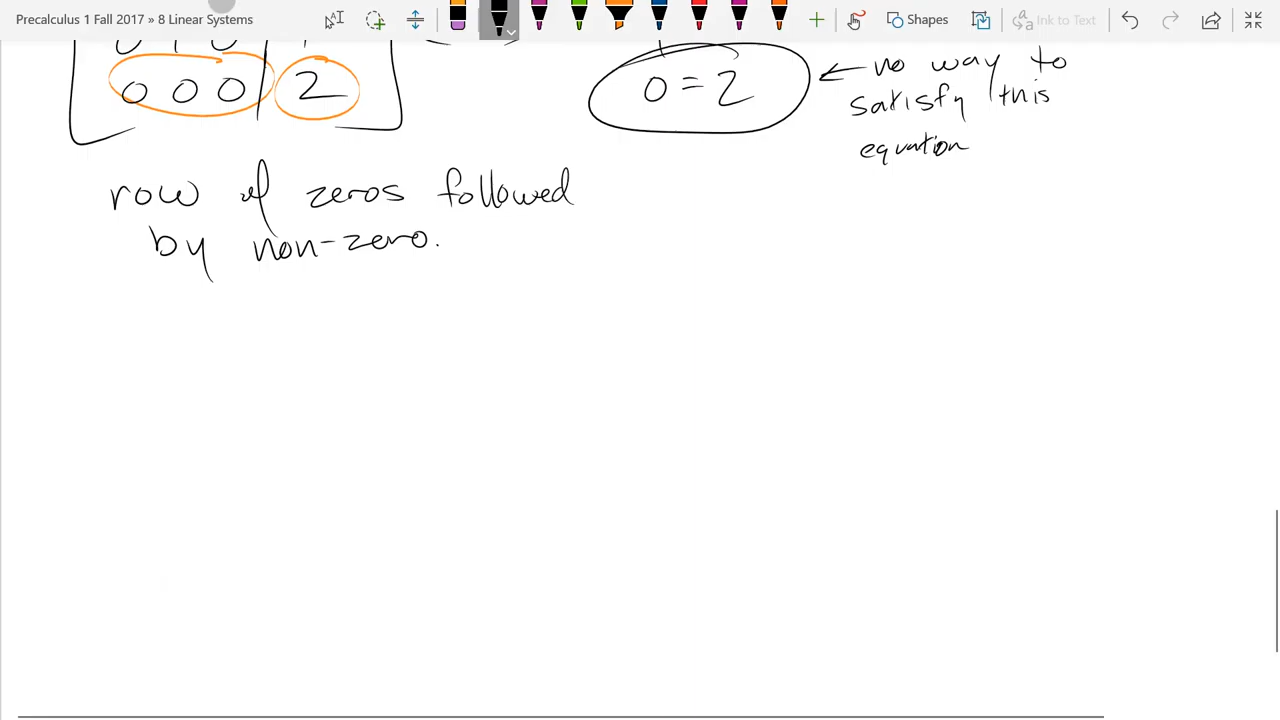 Precalculus 1 Fall 2017 » 8 Linear Systems
Shapes
Ink to Text
0 0 0 | 2
0 = 2
← no way to
satisfy this
equation
row of zeros followed
by non-zero.